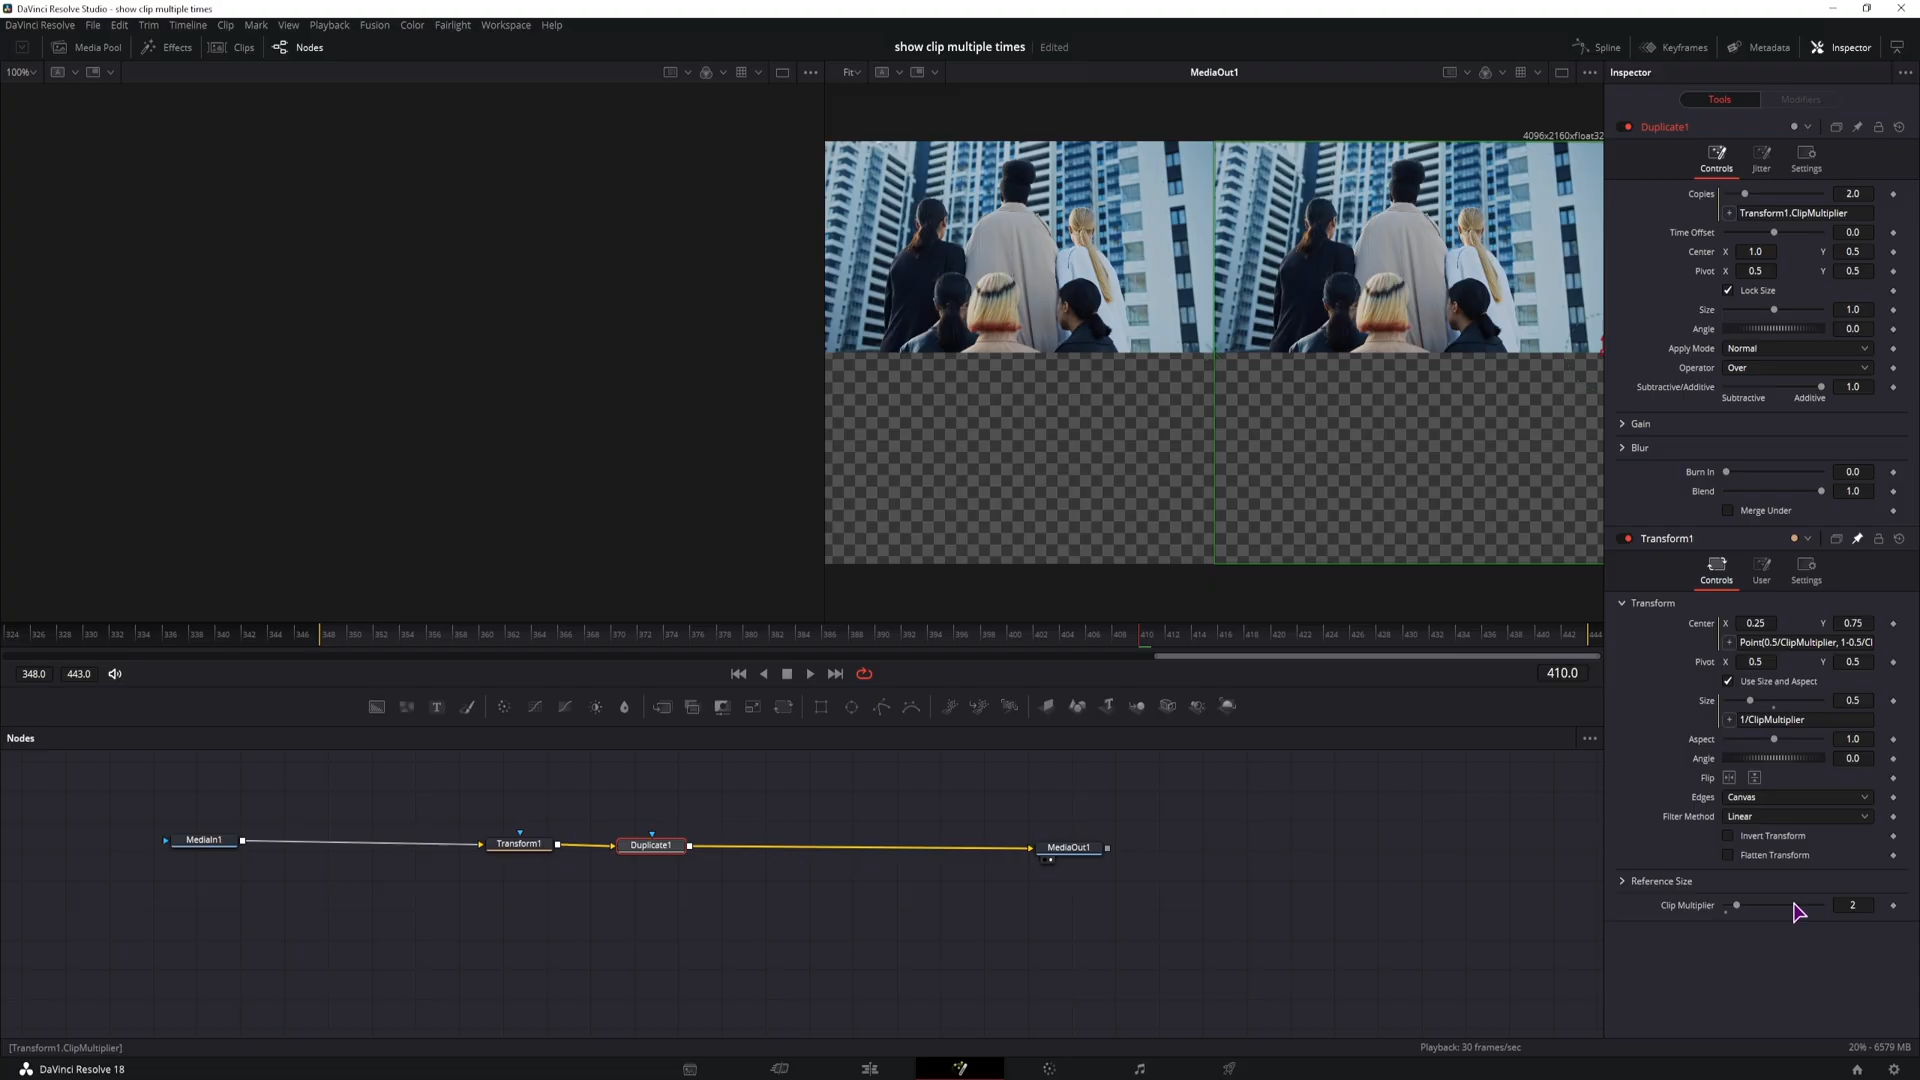 DaVinci Resolve Studio - show clip multiple times
DaVinci Resolve File Edit Trim Timeline Clip Mark View Playback Fusion Color Fairlight Workspace Help
Media Pool Effects Clips Nodes show clip multiple times Edited Spline Keyframes Metadata Inspector
100% Fit MediaOut1 Inspector
Tools Modifiers
4096x2160xfloat32
Duplicate1
Controls Jitter Settings
Copies 2.0
Transform1.ClipMultiplier
Time Offset 0.0
Center X 1.0 Y 0.5
Pivot X 0.5 Y 0.5
Lock Size
Size 1.0
Angle 0.0
Apply Mode Normal
Operator Over
Subtractive/Additive 1.0
Subtractive Additive
Gain
Blur
Burn In 0.0
Blend 1.0
Merge Under
Transform1
Controls User Settings
Transform
Center X 0.25 Y 0.75
Point(0.5/ClipMultiplier, 1-0.5/Cl
Pivot X 0.5 Y 0.5
Use Size and Aspect
Size 0.5
1/ClipMultiplier
Aspect 1.0
Angle 0.0
Flip
Edges Canvas
Filter Method Linear
Invert Transform
Flatten Transform
Reference Size
Clip Multiplier 2
324 326 328 330 332 334 336 338 340 342 344 346 348 350 352 354 356 358 360 362 364 366 368 370 372 374 376 378 380 382 384 386 388 390 392 394 396 398 400 402 404 406 408 410 412 414 416 418 420 422 424 426 428 430 432 434 436 438 440 442 444
348.0 443.0 410.0
Nodes
MediaIn1 Transform1 Duplicate1 MediaOut1
[Transform1.ClipMultiplier] Playback: 30 frames/sec 20% - 6579 MB
DaVinci Resolve 18